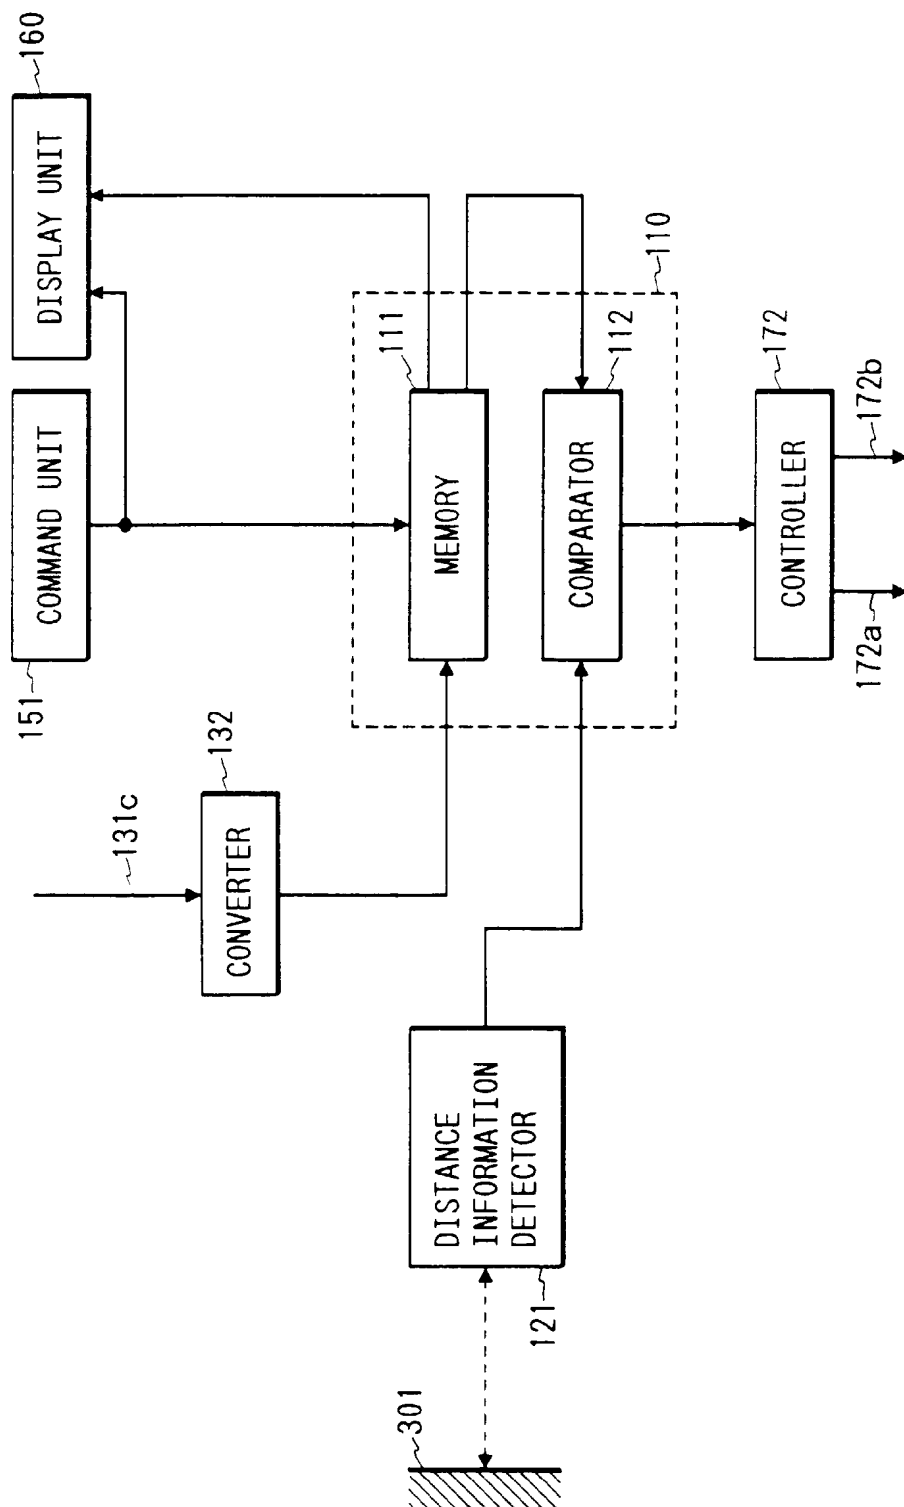 301
121
DISTANCE
INFORMATION
DETECTOR
131c
132
CONVERTER
151
COMMAND UNIT
160
DISPLAY UNIT
110
111
MEMORY
112
COMPARATOR
172
CONTROLLER
172a
172b